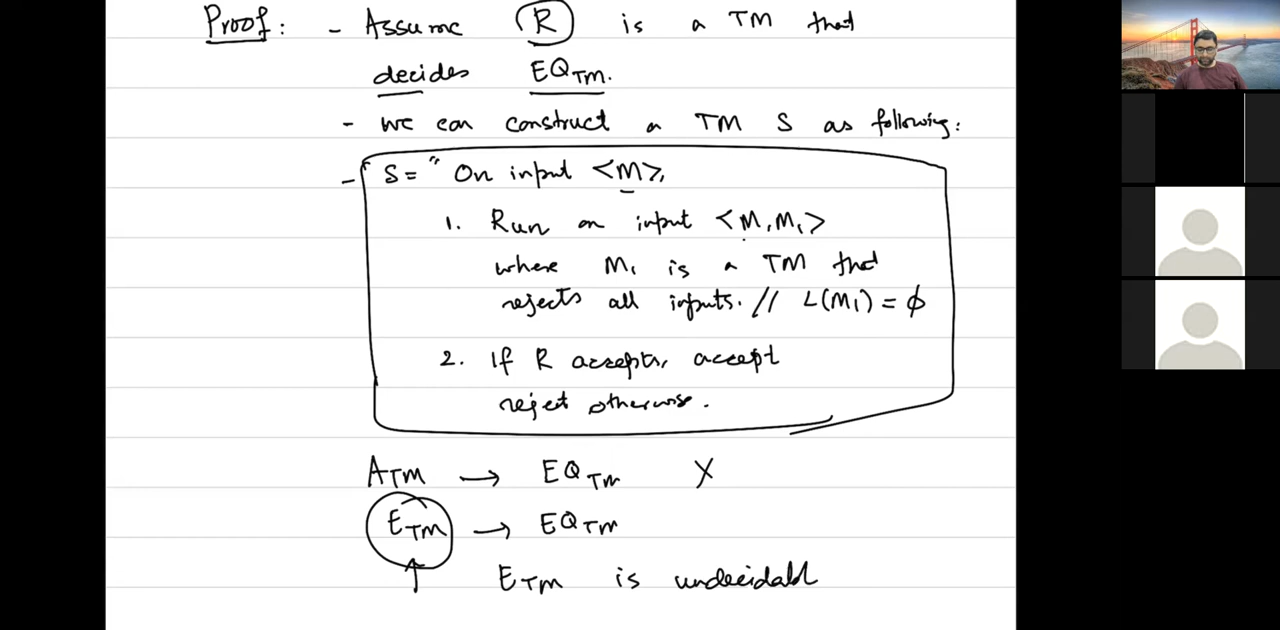 Proof: - Assume R is a TM that
decides EQTM.
- we can construct a TM S as following:
- S= " On input <M>,
1. Run on input <M, M1>
where M1 is a TM that
rejects all inputs. // L(M1) = ϕ
2. If R accepts, accept
reject otherwise.
ATM → EQTM X
ETM → EQTM
↑ ETM is undecidabl